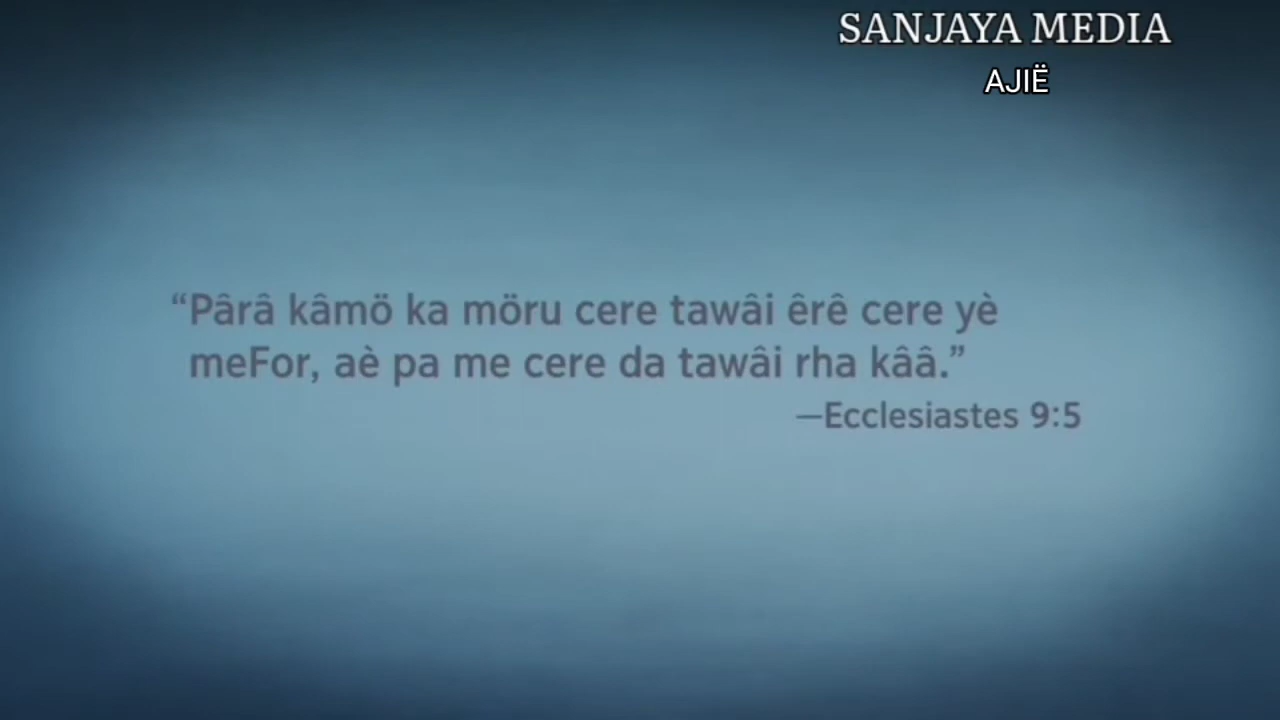 SANJAYA MEDIA
AJIË
“Pârâ kâmö ka möru cere tawâi êrê cere yè
meFor, aè pa me cere da tawâi rha kââ.”
—Ecclesiastes 9:5